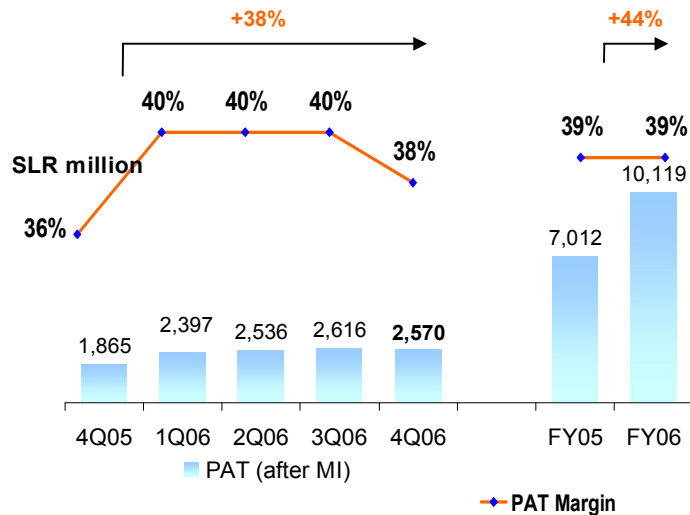 +38%
+44%
40% 40% 40%
39% 39%
38%
SLR million
10,119
36%
7,012
1,865 2,397 2,536 2,616 2,570
4Q05 1Q06 2Q06 3Q06 4Q06 FY05 FY06
PAT (after MI)
PAT Margin